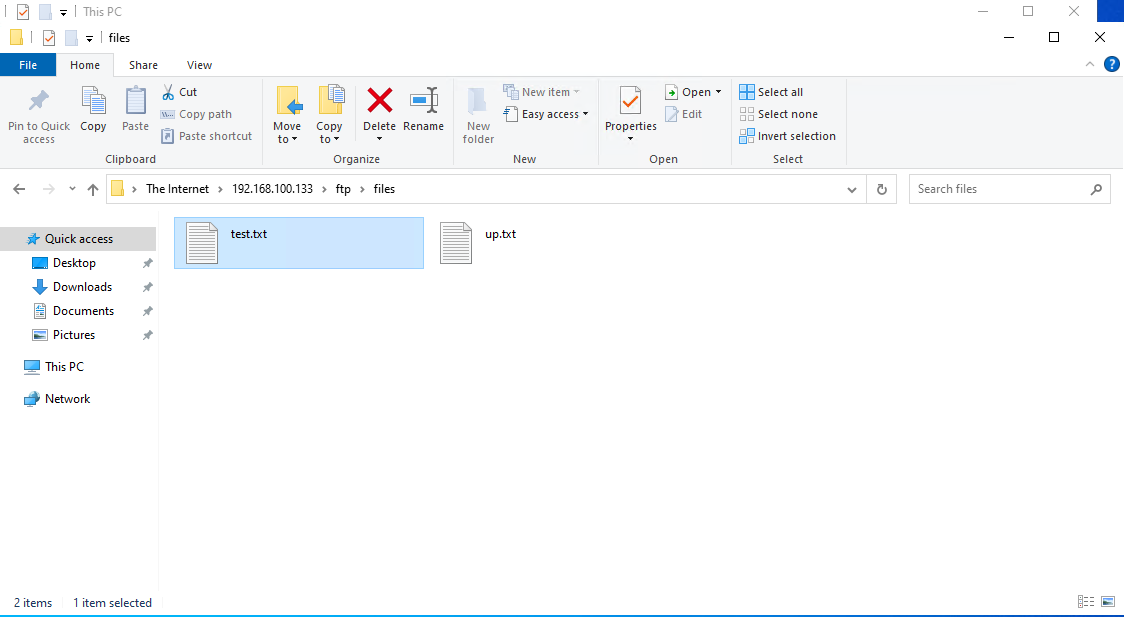 This PC
files
File Home Share View
Pin to Quick access
Copy
Paste
Cut
Copy path
Paste shortcut
Clipboard
Move to
Copy to
Delete
Rename
Organize
New folder
New item
Easy access
New
Properties
Open
Edit
Open
Select all
Select none
Invert selection
Select
The Internet > 192.168.100.133 > ftp > files
Search files
Quick access
Desktop
Downloads
Documents
Pictures
This PC
Network
test.txt
up.txt
2 items 1 item selected